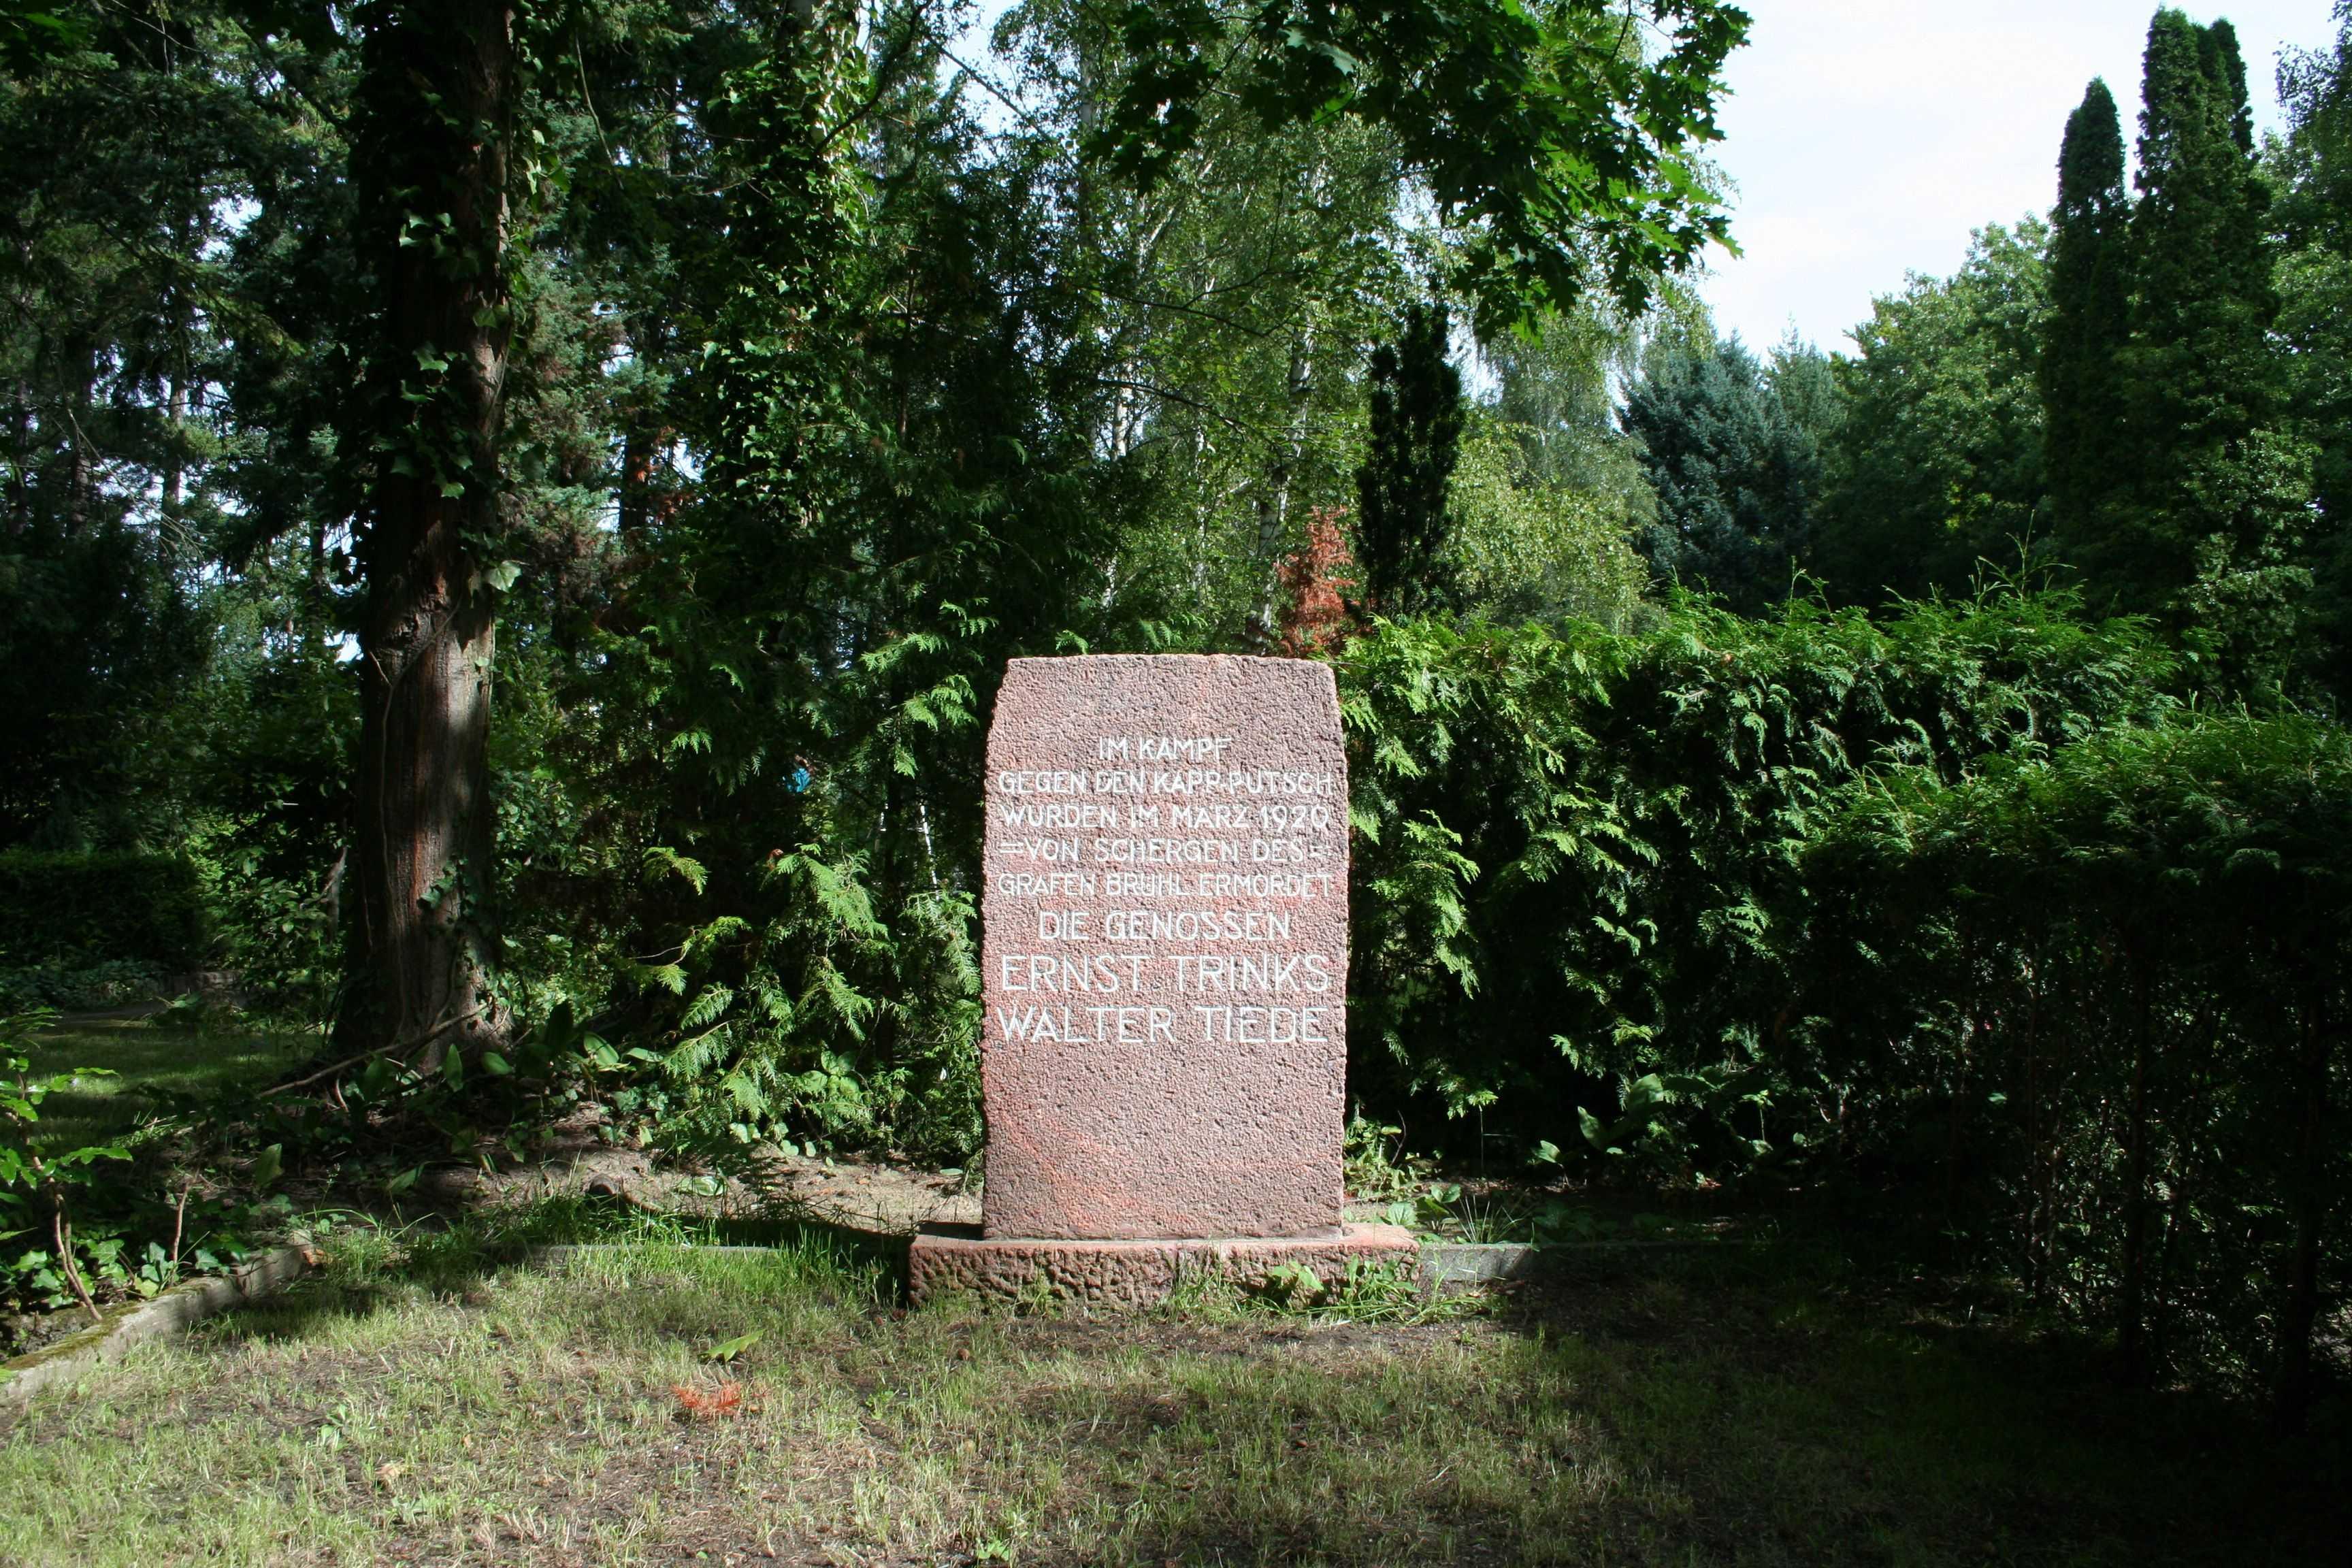 IM KAMPF
GEGEN DEN KAPP-PUTSCH
WURDEN IM MÄRZ 1920
=VON SCHERGEN DES=
GRAFEN BRÜHL ERMORDET
DIE GENOSSEN
ERNST TRINKS
WALTER TIEDE